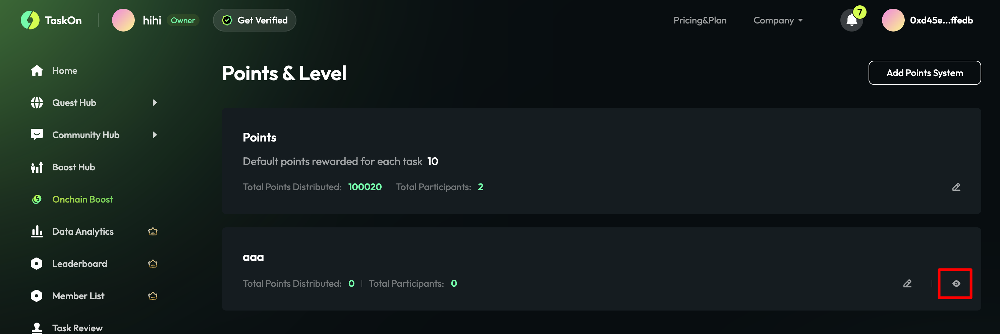 TaskOn
hihi
Owner
Get Verified
Pricing&Plan
Company
7
0xd45e...ffedb
Home
Quest Hub
Community Hub
Boost Hub
Onchain Boost
Data Analytics
Leaderboard
Member List
Task Review
Points & Level
Add Points System
Points
Default points rewarded for each task 10
Total Points Distributed: 100020 | Total Participants: 2
aaa
Total Points Distributed: 0 | Total Participants: 0